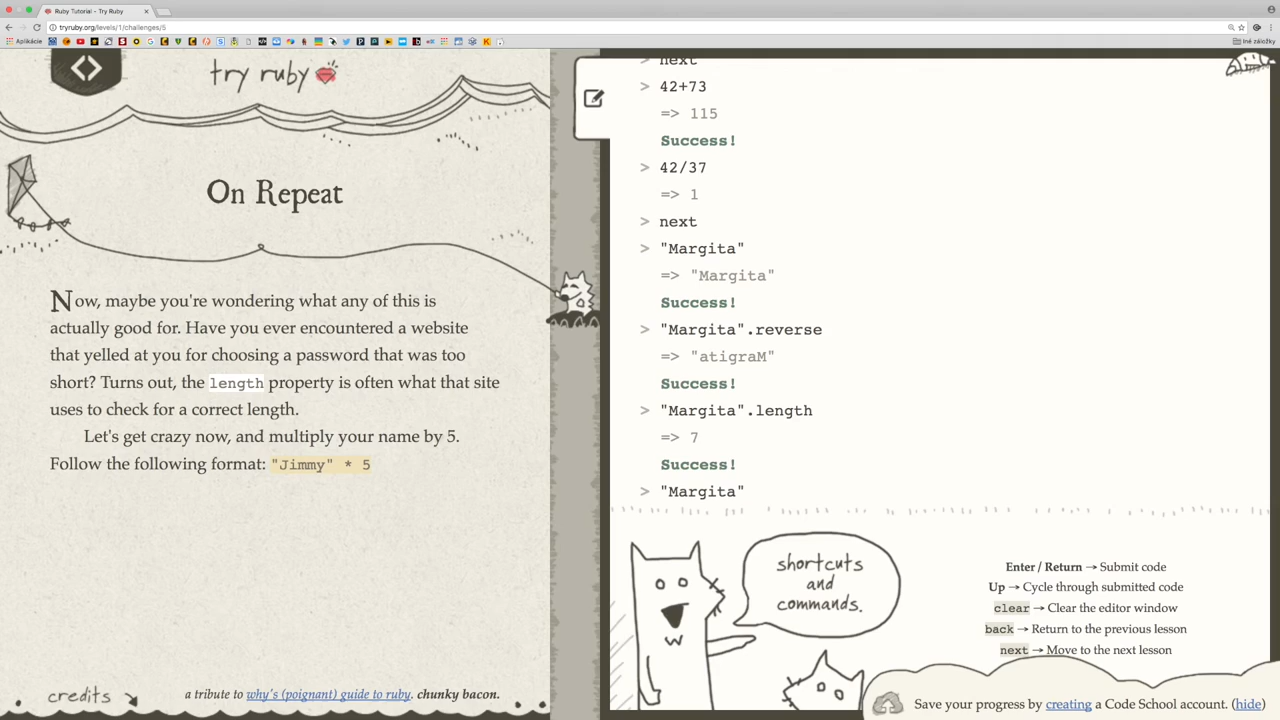 Ruby Tutorial - Try Ruby
tryruby.org/levels/1/challenges/5
Aplikácie
Iné záložky
try ruby
On Repeat
Now, maybe you're wondering what any of this is
actually good for. Have you ever encountered a website
that yelled at you for choosing a password that was too
short? Turns out, the length property is often what that site
uses to check for a correct length.
Let's get crazy now, and multiply your name by 5.
Follow the following format: "Jimmy" * 5
credits
a tribute to why's (poignant) guide to ruby. chunky bacon.
next
> 42+73
=> 115
Success!
> 42/37
=> 1
> next
> "Margita"
=> "Margita"
Success!
> "Margita".reverse
=> "atigraM"
Success!
> "Margita".length
=> 7
Success!
> "Margita"
shortcuts
and
commands.
Enter / Return → Submit code
Up → Cycle through submitted code
clear → Clear the editor window
back → Return to the previous lesson
next → Move to the next lesson
Save your progress by creating a Code School account. (hide)